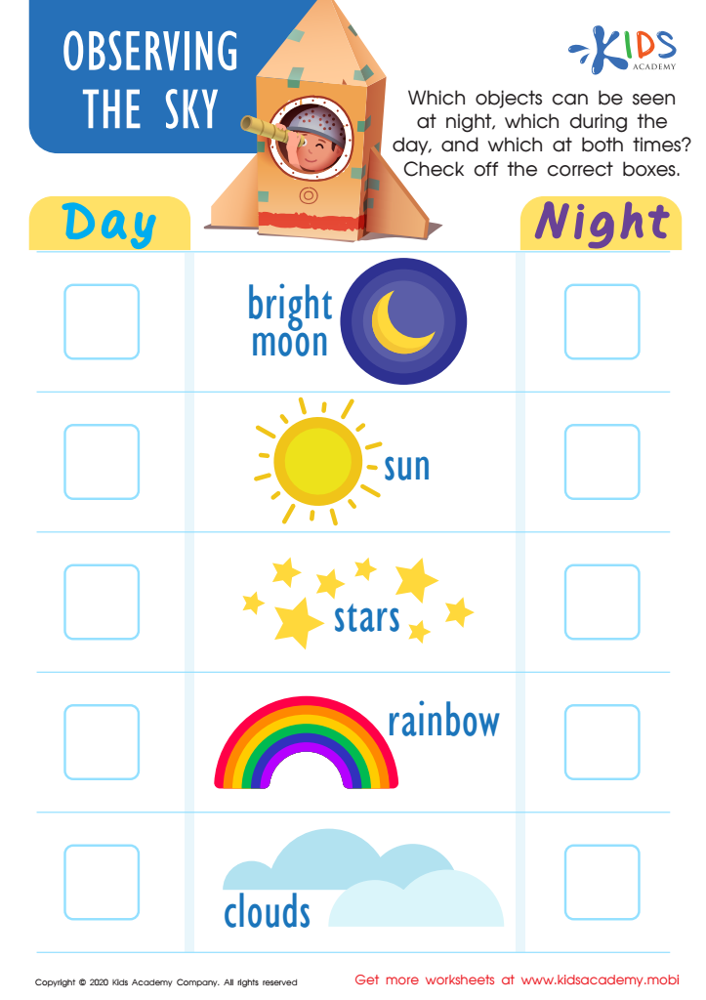 OBSERVING
THE SKY
KIDS
ACADEMY
Which objects can be seen
at night, which during the
day, and which at both times?
Check off the correct boxes.
Day
Night
bright
moon
sun
stars
rainbow
clouds
Copyright © 2020 Kids Academy Company. All rights reserved
Get more worksheets at www.kidsacademy.mobi